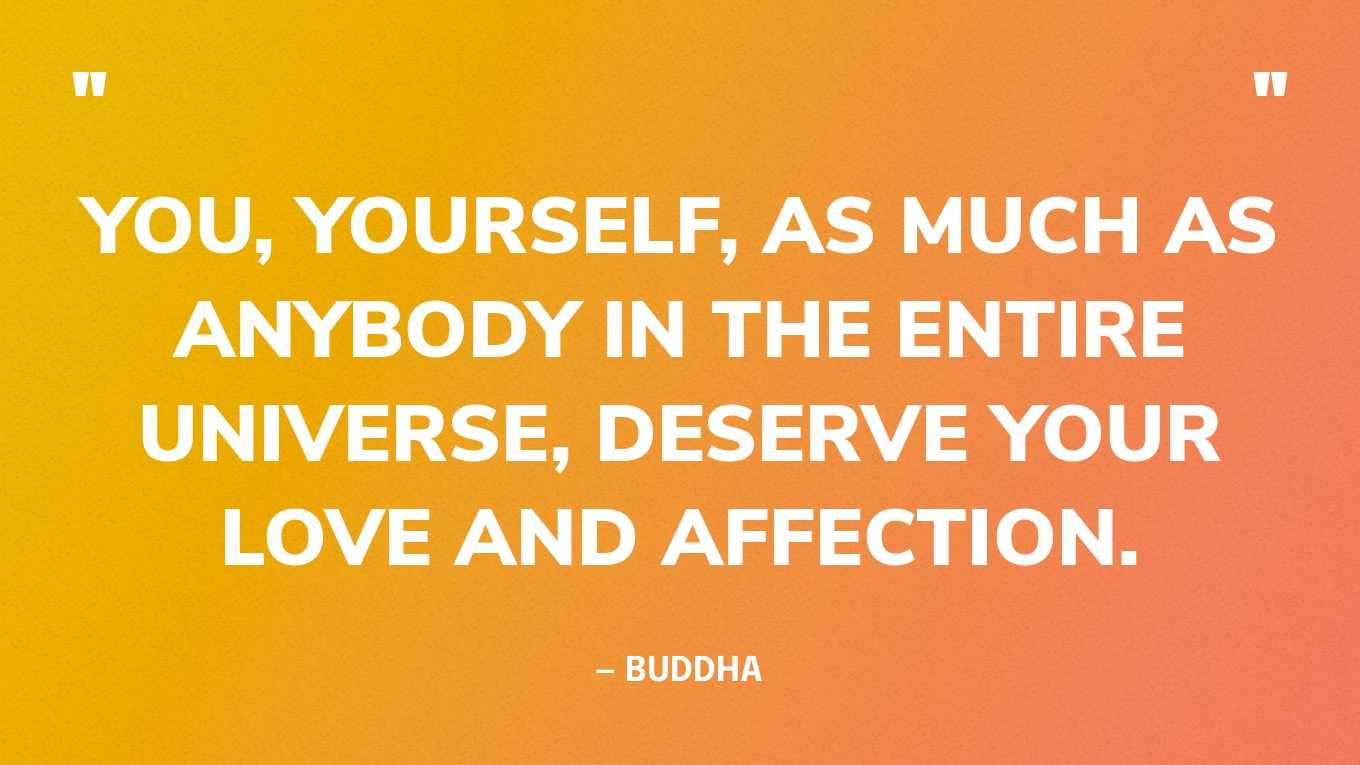 " "
YOU, YOURSELF, AS MUCH AS
ANYBODY IN THE ENTIRE
UNIVERSE, DESERVE YOUR
LOVE AND AFFECTION.
– BUDDHA